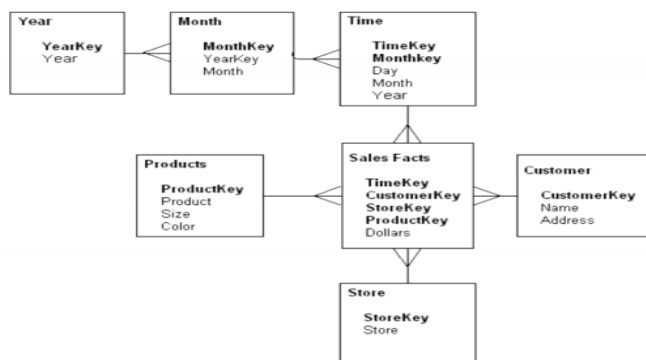 Year
YearKey
Year
Month
MonthKey
YearKey
Month
Time
TimeKey
Monthkey
Day
Month
Year
Products
ProductKey
Product
Size
Color
Sales Facts
TimeKey
CustomerKey
StoreKey
ProductKey
Dollars
Customer
CustomerKey
Name
Address
Store
StoreKey
Store